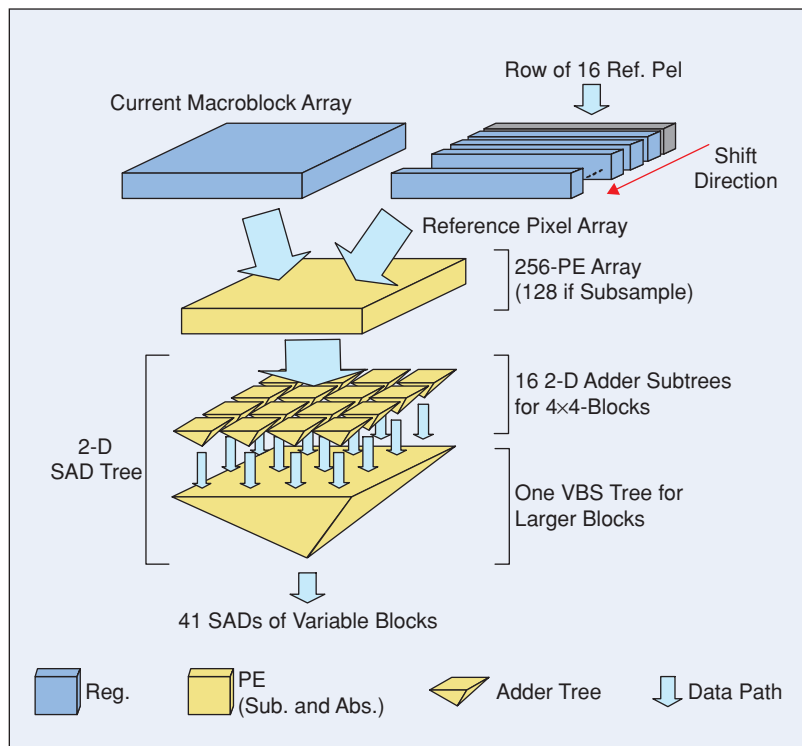 Row of 16 Ref. Pel
Current Macroblock Array
Shift
Direction
Reference Pixel Array
256-PE Array
(128 if Subsample)
16 2-D Adder Subtrees
for 4×4-Blocks
2-D
SAD Tree
One VBS Tree for
Larger Blocks
41 SADs of Variable Blocks
Reg.
PE
(Sub. and Abs.)
Adder Tree
Data Path